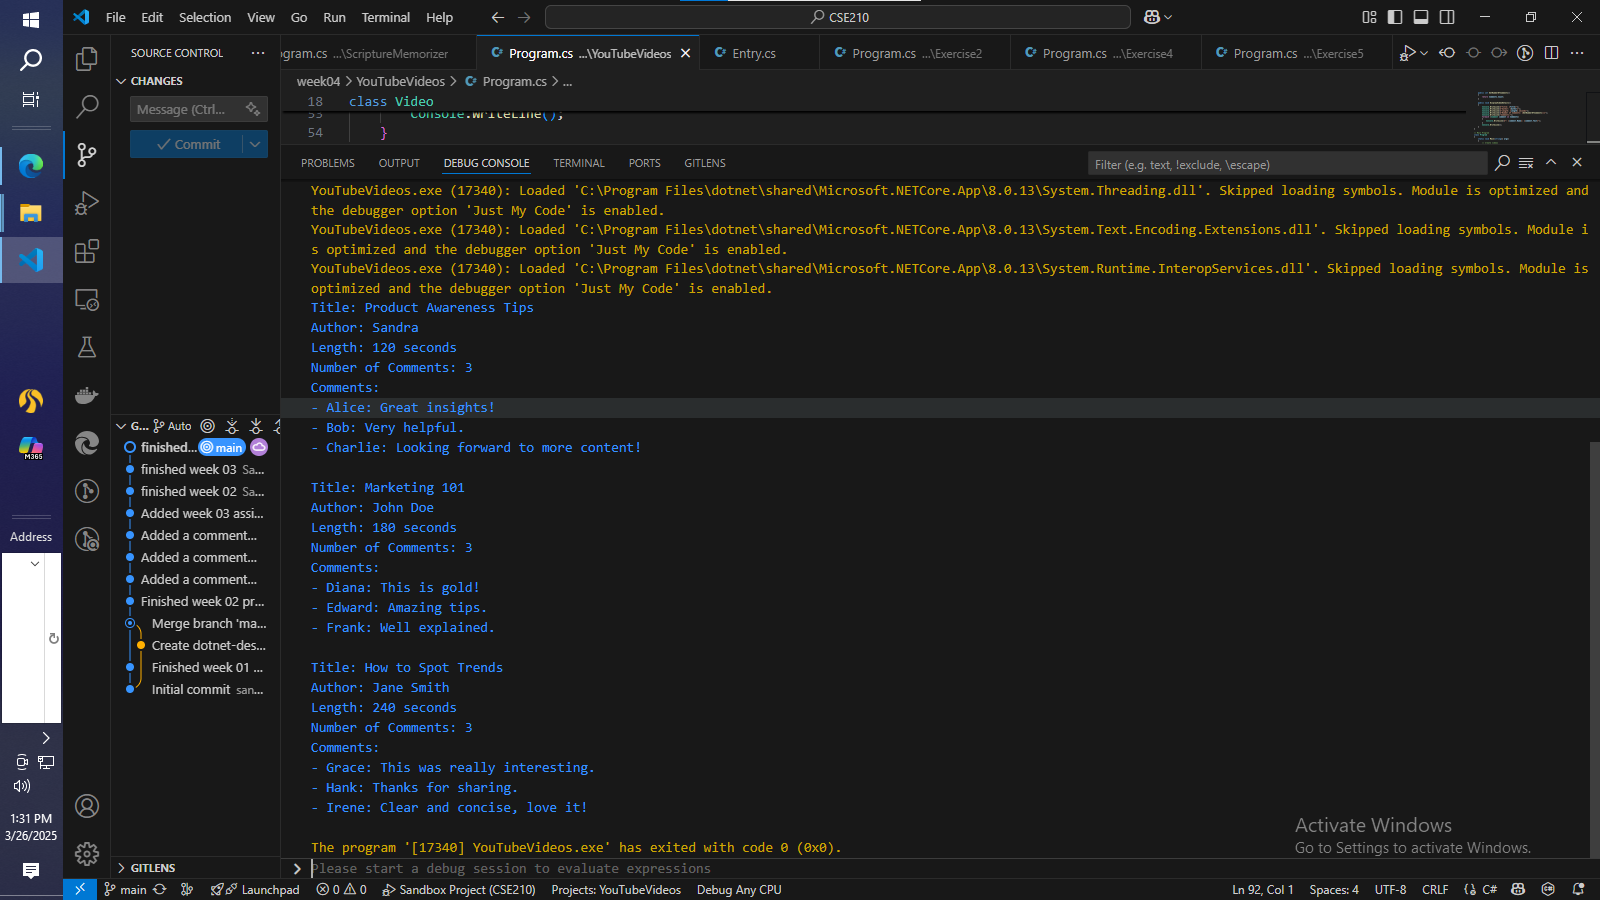 File Edit Selection View Go Run Terminal Help
CSE210
SOURCE CONTROL
CHANGES
Message (Ctrl...
Commit
gram.cs ...\ScriptureMemorizer
Program.cs ...\YouTubeVideos
Entry.cs
Program.cs ...\Exercise2
Program.cs ...\Exercise4
Program.cs ...\Exercise5
week04 > YouTubeVideos > Program.cs > ...
18 class Video
53 Console.WriteLine();
54 }
PROBLEMS OUTPUT DEBUG CONSOLE TERMINAL PORTS GITLENS
Filter (e.g. text, !exclude, \escape)
YouTubeVideos.exe (17340): Loaded 'C:\Program Files\dotnet\shared\Microsoft.NETCore.App\8.0.13\System.Threading.dll'. Skipped loading symbols. Module is optimized and
the debugger option 'Just My Code' is enabled.
YouTubeVideos.exe (17340): Loaded 'C:\Program Files\dotnet\shared\Microsoft.NETCore.App\8.0.13\System.Text.Encoding.Extensions.dll'. Skipped loading symbols. Module i
s optimized and the debugger option 'Just My Code' is enabled.
YouTubeVideos.exe (17340): Loaded 'C:\Program Files\dotnet\shared\Microsoft.NETCore.App\8.0.13\System.Runtime.InteropServices.dll'. Skipped loading symbols. Module is
optimized and the debugger option 'Just My Code' is enabled.
Title: Product Awareness Tips
Author: Sandra
Length: 120 seconds
Number of Comments: 3
Comments:
- Alice: Great insights!
- Bob: Very helpful.
- Charlie: Looking forward to more content!
Title: Marketing 101
Author: John Doe
Length: 180 seconds
Number of Comments: 3
Comments:
- Diana: This is gold!
- Edward: Amazing tips.
- Frank: Well explained.
Title: How to Spot Trends
Author: Jane Smith
Length: 240 seconds
Number of Comments: 3
Comments:
- Grace: This was really interesting.
- Hank: Thanks for sharing.
- Irene: Clear and concise, love it!
The program '[17340] YouTubeVideos.exe' has exited with code 0 (0x0).
Please start a debug session to evaluate expressions
G... Auto
finished... main
finished week 03 Sa...
finished week 02 Sa...
Added week 03 assi...
Added a comment...
Added a comment...
Added a comment...
Finished week 02 pr...
Merge branch 'ma...
Create dotnet-des...
Finished week 01 ...
Initial commit san...
GITLENS
M365
Address
1:31 PM
3/26/2025
Activate Windows
Go to Settings to activate Windows.
main Launchpad 0 0 Sandbox Project (CSE210) Projects: YouTubeVideos Debug Any CPU
Ln 92, Col 1 Spaces: 4 UTF-8 CRLF C#